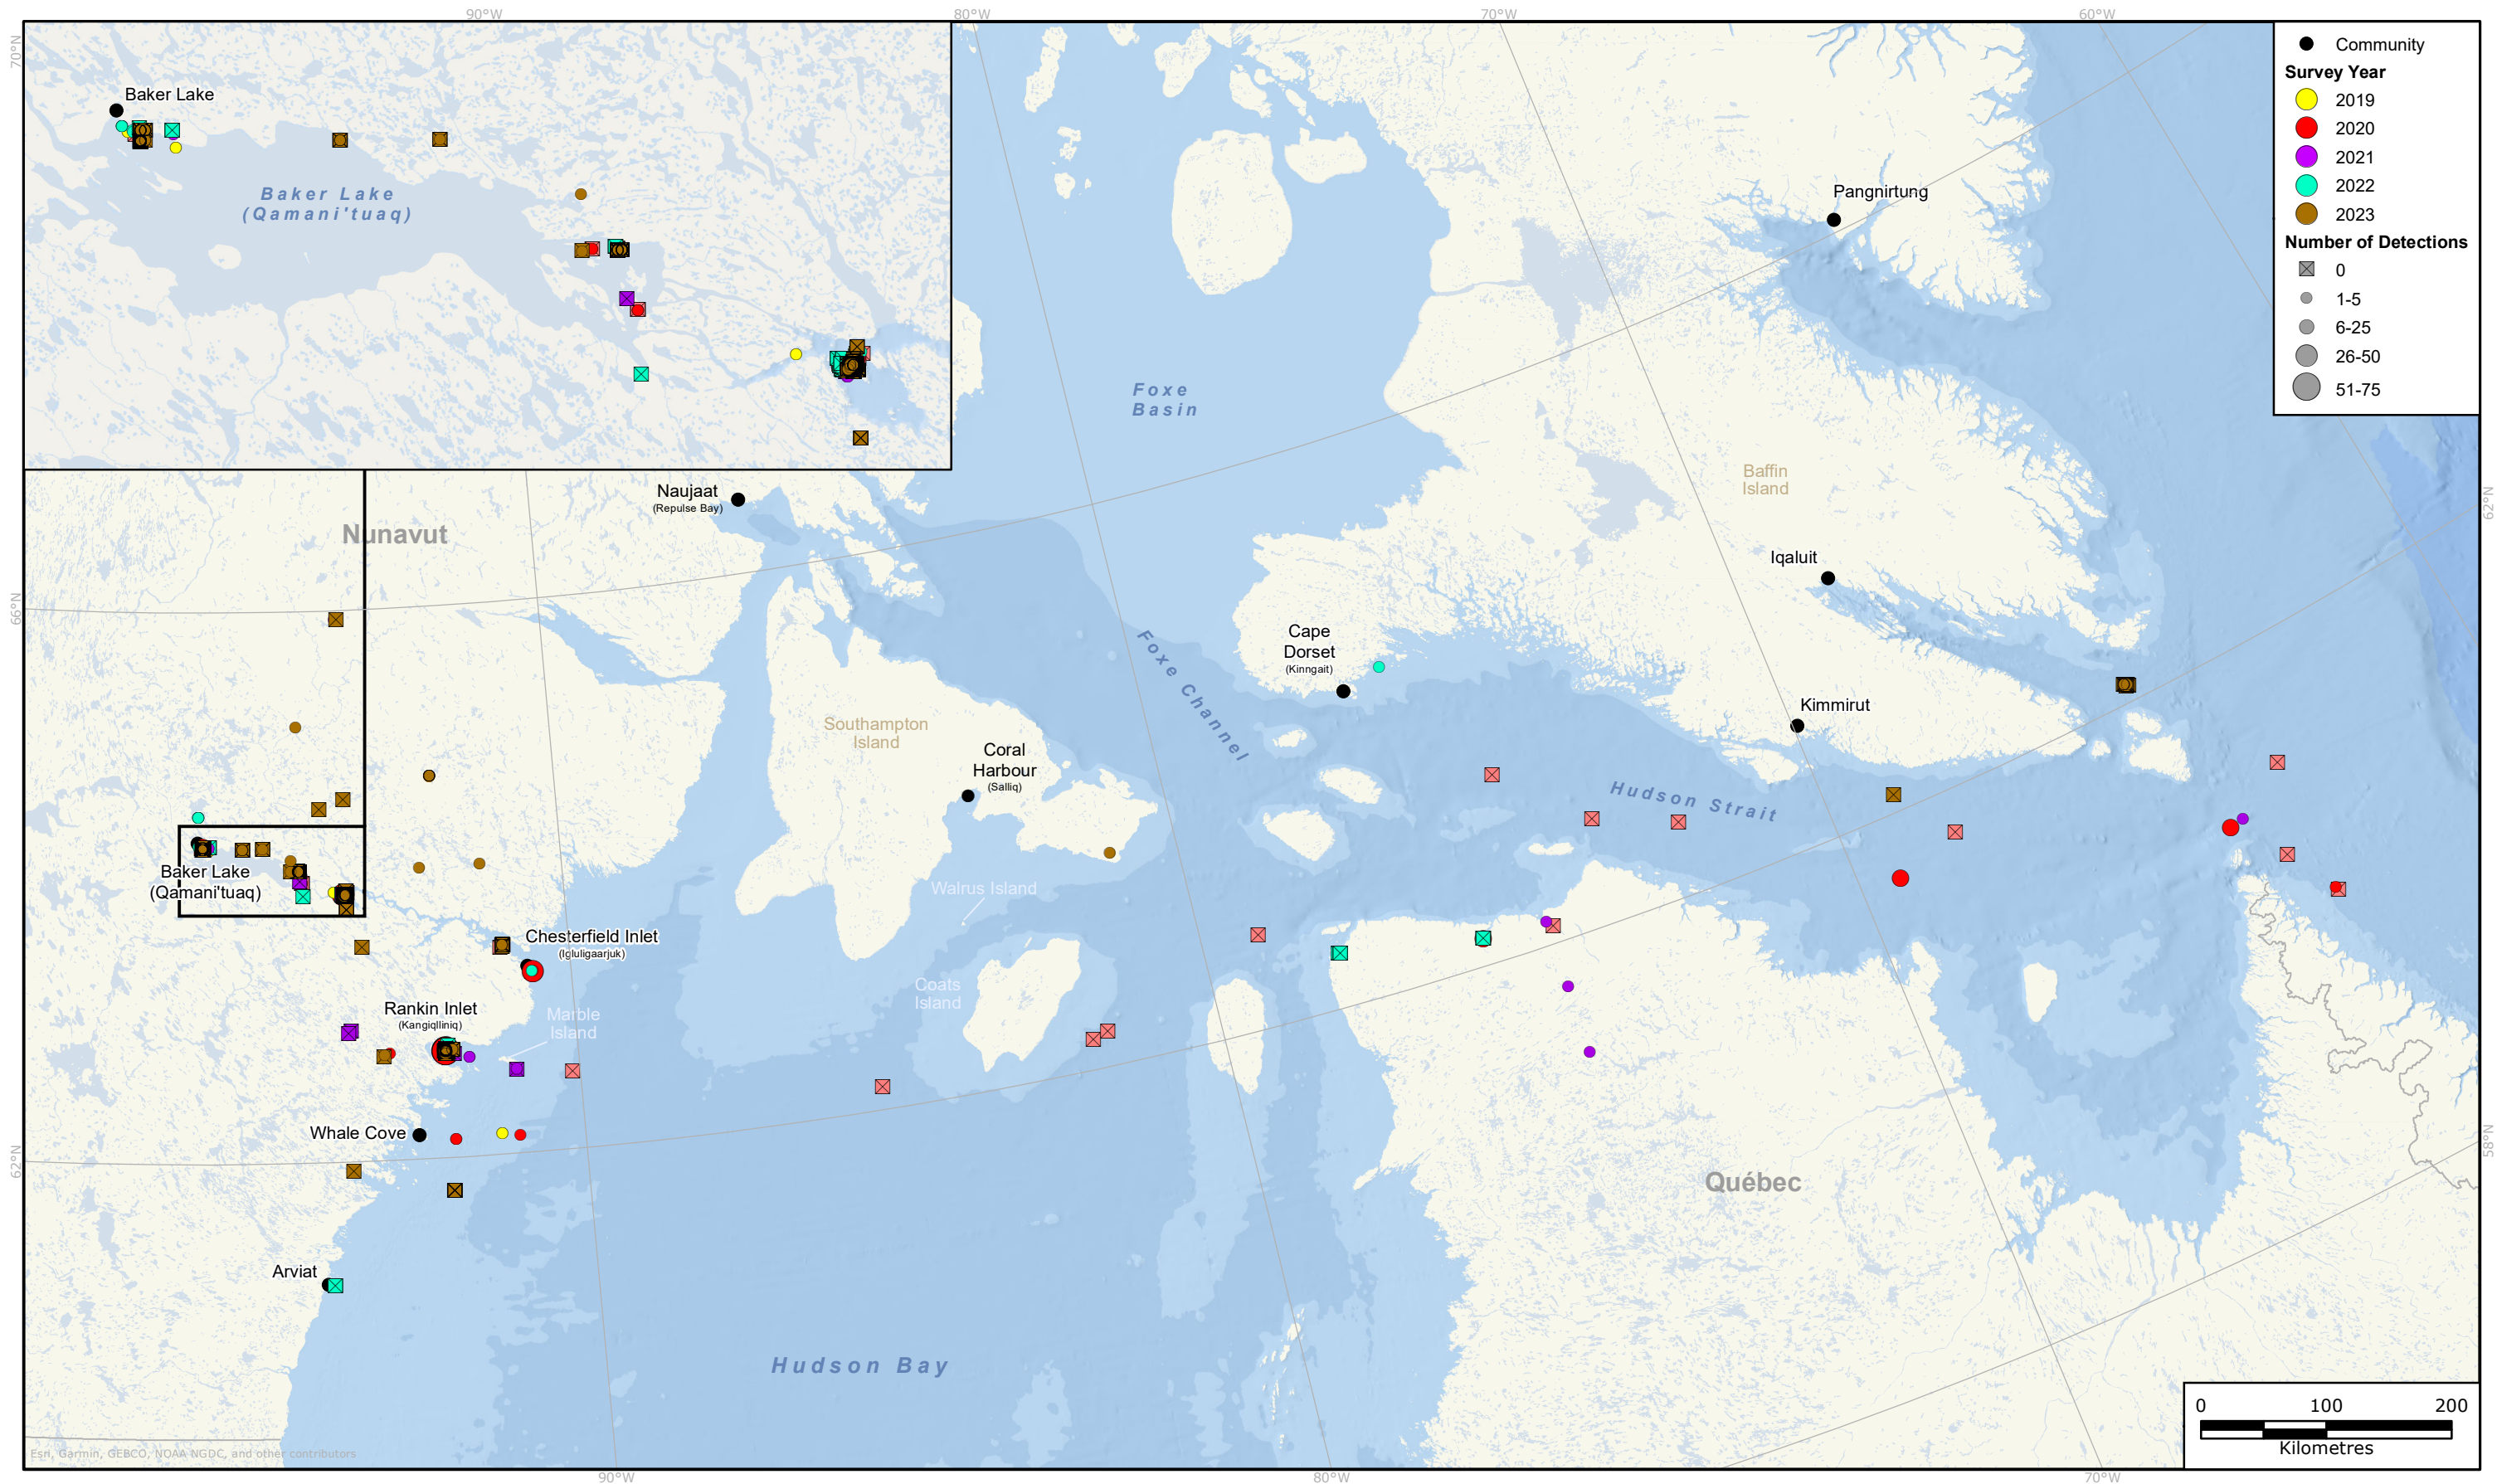 90°W
80°W
70°W
60°W
70°N
Community
Survey Year
2019
2020
2021
2022
2023
Number of Detections
0
1-5
6-25
26-50
51-75
Baker Lake
Baker Lake
(Qamani'tuaq)
Pangnirtung
Foxe
Basin
Baffin
Island
Naujaat
(Repulse Bay)
62°N
Nunavut
Iqaluit
66°N
Cape
Dorset
(Kinngait)
Foxe Channel
Kimmirut
Southampton
Island
Coral
Harbour
(Salliq)
Hudson Strait
Baker Lake
(Qamani'tuaq)
Walrus Island
Chesterfield Inlet
(Igluligaarjuk)
Coats
Island
Rankin Inlet
(Kangiqlliniq)
Marble
Island
Whale Cove
62°N
58°N
Québec
Arviat
Hudson Bay
0 100 200
Kilometres
Esri, Garmin, GEBCO, NOAA NGDC, and other contributors
90°W
80°W
70°W